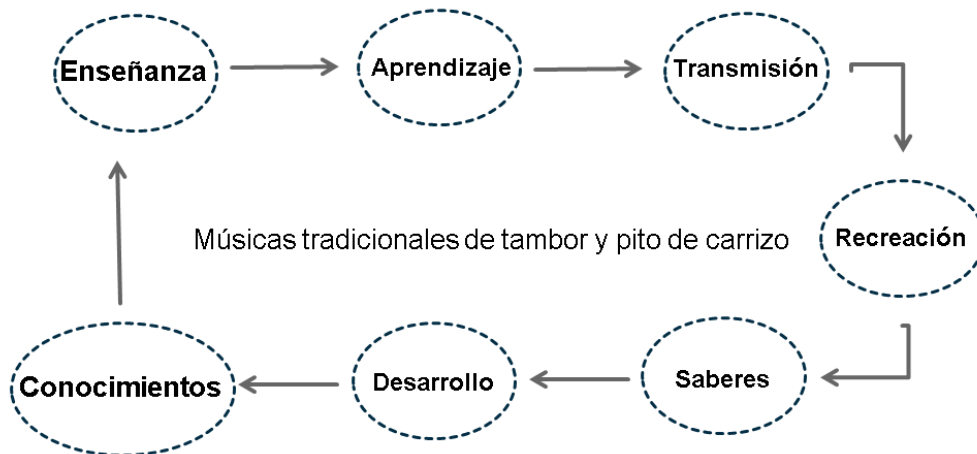 Enseñanza
Aprendizaje
Transmisión
Músicas tradicionales de tambor y pito de carrizo
Recreación
Conocimientos
Desarrollo
Saberes